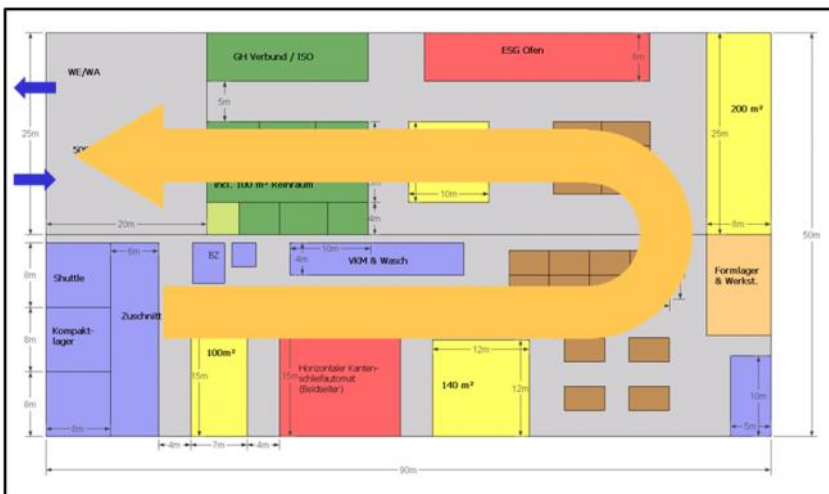 GH Verbund / ISO
ESG Ofen
WE/WA
6m
5m
200 m²
25m
25m
500
incl. 100 m² Reinraum
10m
4m
20m
8m
50m
6m
10m
BZ
4m
VKM & Wasch
8m
Shuttle
Formlager
& Werkst.
Zuschnitt
Kompakt-
lager
8m
100m²
12m
Horizontaler Kanten-
schleifautomat
(Beidseiter)
15m
15m
140 m²
12m
10m
8m
8m
5m
4m
7m
4m
90m